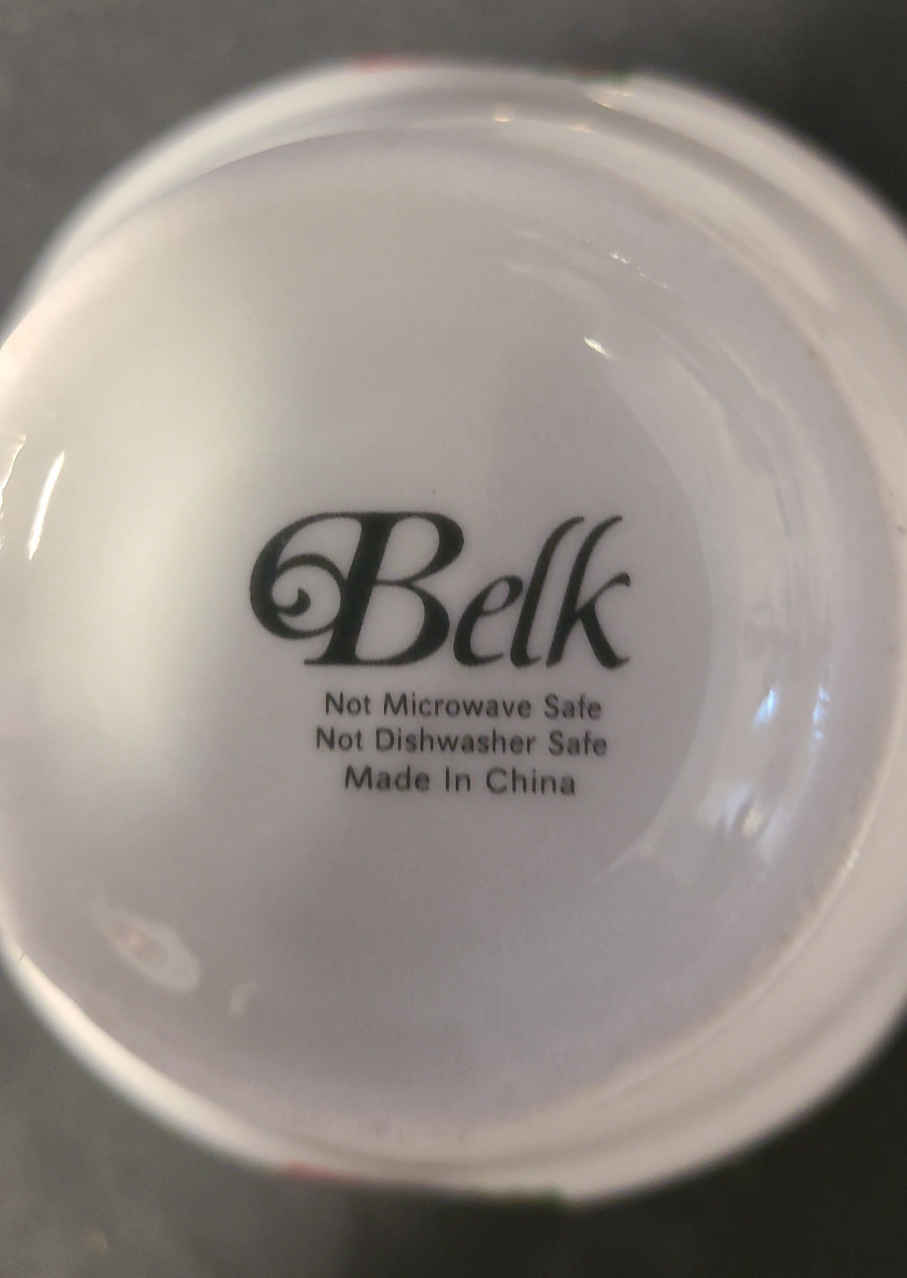 Belk
Not Microwave Safe
Not Dishwasher Safe
Made In China